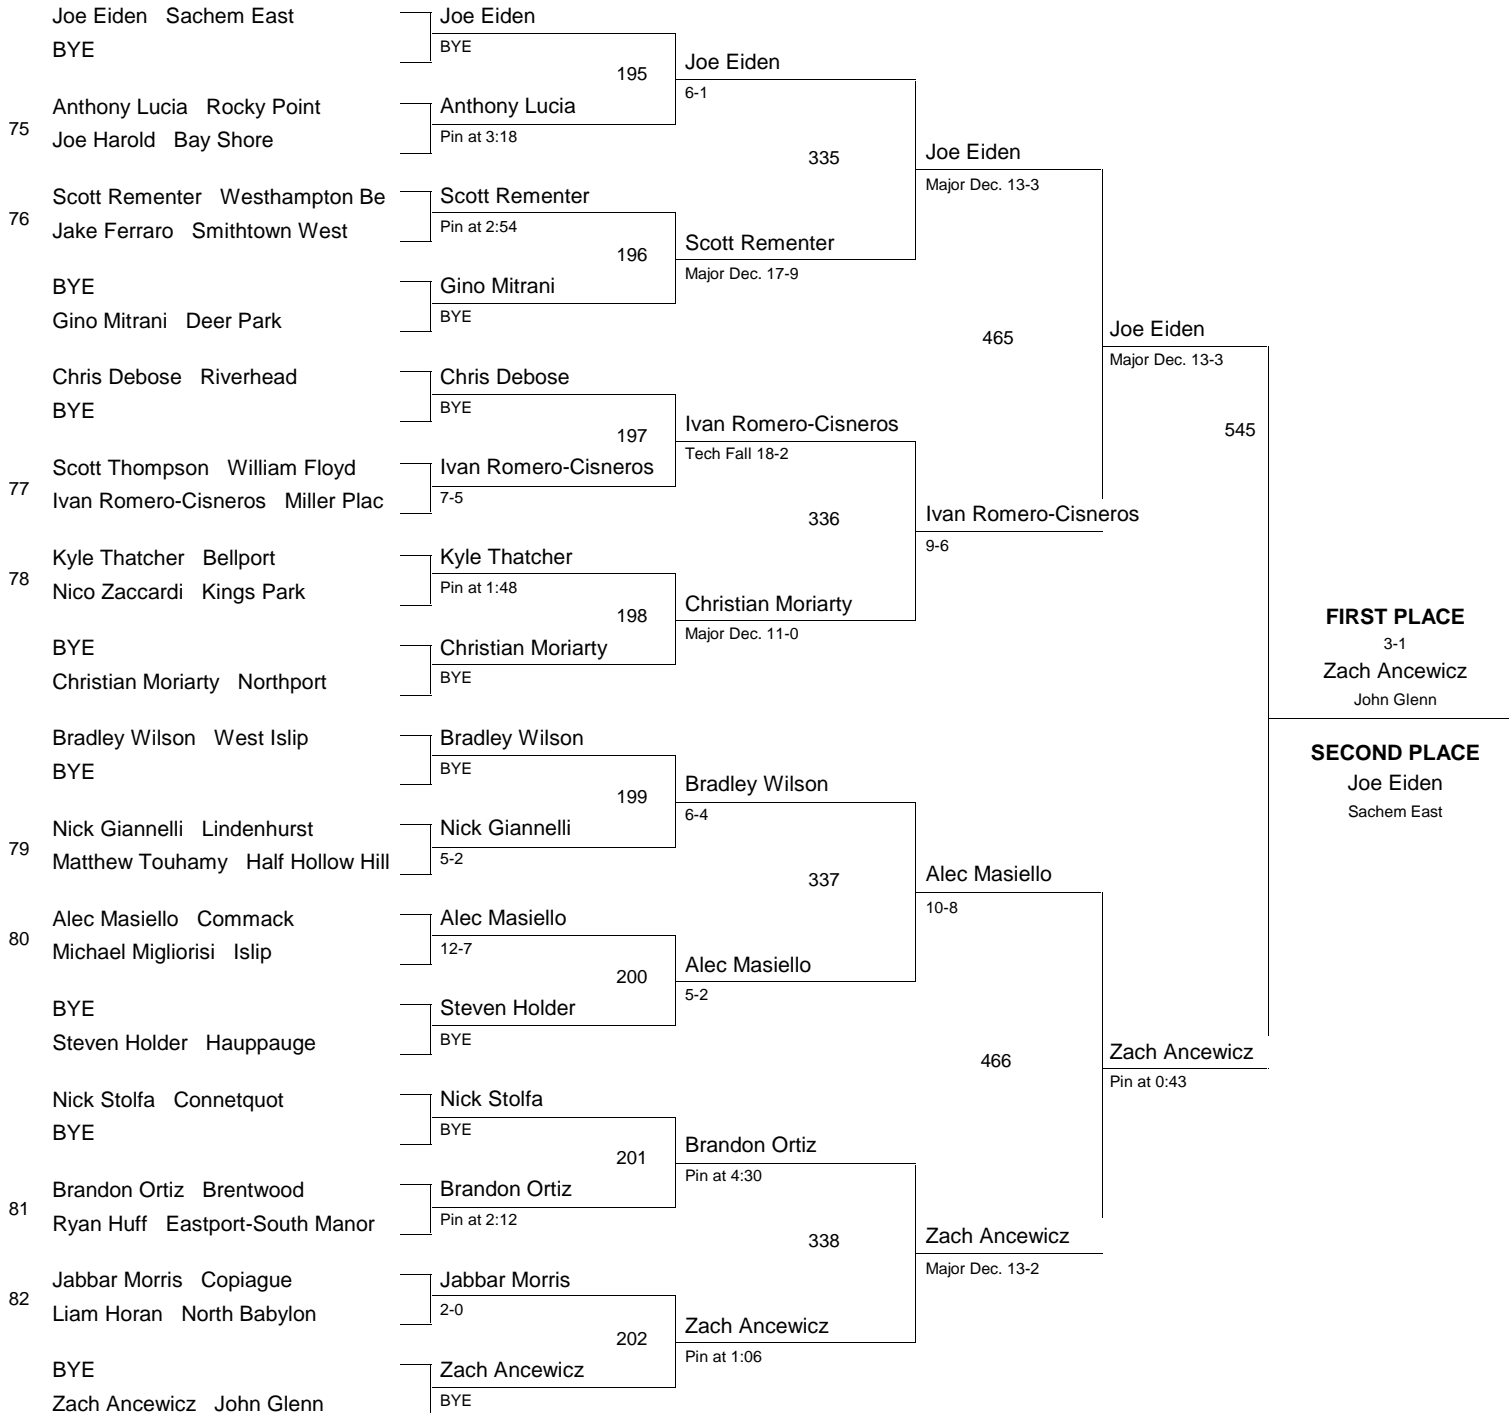 Joe Eiden Sachem East
BYE
75
Anthony Lucia Rocky Point
Joe Harold Bay Shore
76
Scott Rementer Westhampton Be
Jake Ferraro Smithtown West
BYE
Gino Mitrani Deer Park
Chris Debose Riverhead
BYE
77
Scott Thompson William Floyd
Ivan Romero-Cisneros Miller Plac
78
Kyle Thatcher Bellport
Nico Zaccardi Kings Park
BYE
Christian Moriarty Northport
Bradley Wilson West Islip
BYE
79
Nick Giannelli Lindenhurst
Matthew Touhamy Half Hollow Hill
80
Alec Masiello Commack
Michael Migliorisi Islip
BYE
Steven Holder Hauppauge
Nick Stolfa Connetquot
BYE
81
Brandon Ortiz Brentwood
Ryan Huff Eastport-South Manor
82
Jabbar Morris Copiague
Liam Horan North Babylon
BYE
Zach Ancewicz John Glenn
Joe Eiden
BYE
195
Anthony Lucia
Pin at 3:18
Scott Rementer
Pin at 2:54
196
Gino Mitrani
BYE
Chris Debose
BYE
197
Ivan Romero-Cisneros
7-5
Kyle Thatcher
Pin at 1:48
198
Christian Moriarty
BYE
Bradley Wilson
BYE
199
Nick Giannelli
5-2
Alec Masiello
12-7
200
Steven Holder
BYE
Nick Stolfa
BYE
201
Brandon Ortiz
Pin at 2:12
Jabbar Morris
2-0
202
Zach Ancewicz
BYE
Joe Eiden
6-1
335
Scott Rementer
Major Dec. 17-9
Ivan Romero-Cisneros
Tech Fall 18-2
336
Christian Moriarty
Major Dec. 11-0
Bradley Wilson
6-4
337
Alec Masiello
5-2
Brandon Ortiz
Pin at 4:30
338
Zach Ancewicz
Pin at 1:06
Joe Eiden
Major Dec. 13-3
465
Ivan Romero-Cisneros
9-6
Alec Masiello
10-8
466
Zach Ancewicz
Major Dec. 13-2
Joe Eiden
Major Dec. 13-3
545
Zach Ancewicz
Pin at 0:43
FIRST PLACE
3-1
Zach Ancewicz
John Glenn
SECOND PLACE
Joe Eiden
Sachem East